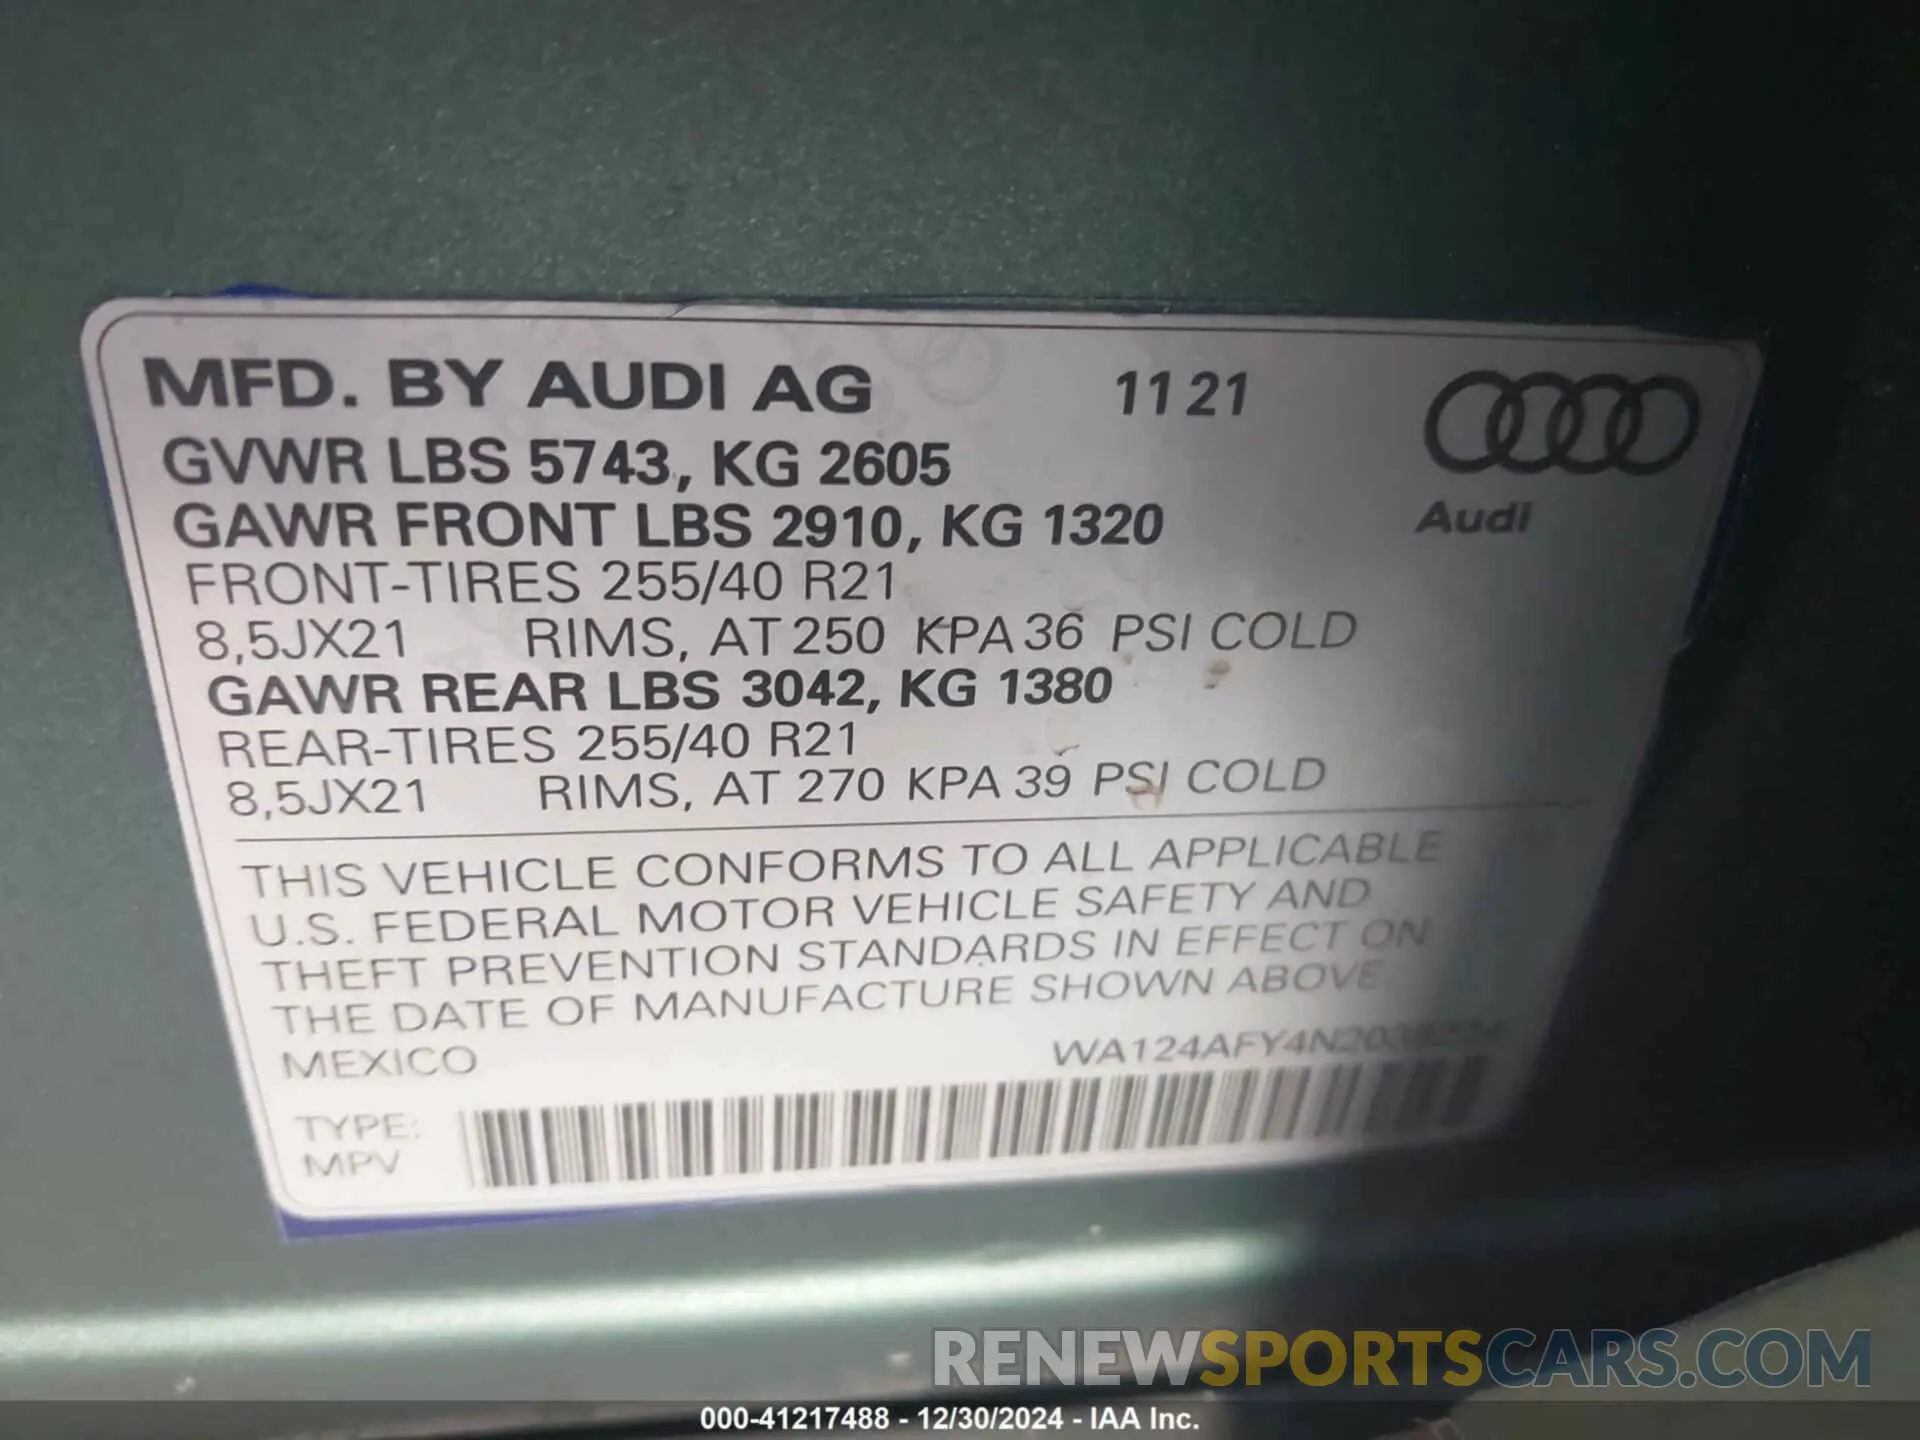 MFD. BY AUDI AG 11 21
GVWR LBS 5743, KG 2605
GAWR FRONT LBS 2910, KG 1320
Audi
FRONT-TIRES 255/40 R21
8,5JX21 RIMS, AT 250 KPA 36 PSI COLD
GAWR REAR LBS 3042, KG 1380
REAR-TIRES 255/40 R21
8,5JX21 RIMS, AT 270 KPA 39 PSI COLD
THIS VEHICLE CONFORMS TO ALL APPLICABLE
U.S. FEDERAL MOTOR VEHICLE SAFETY AND
THEFT PREVENTION STANDARDS IN EFFECT ON
THE DATE OF MANUFACTURE SHOWN ABOVE.
MEXICO
TYPE:
MPV
RENEWSPORTSCARS.COM
000-41217488 - 12/30/2024 - IAA Inc.